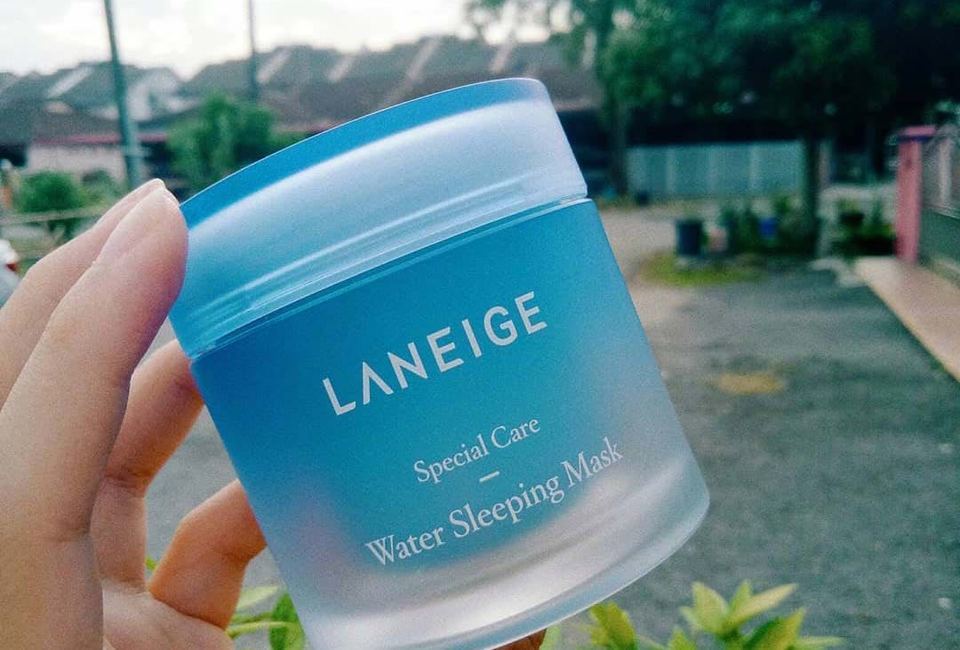 LANEIGE
Special Care
–
Water Sleeping Mask